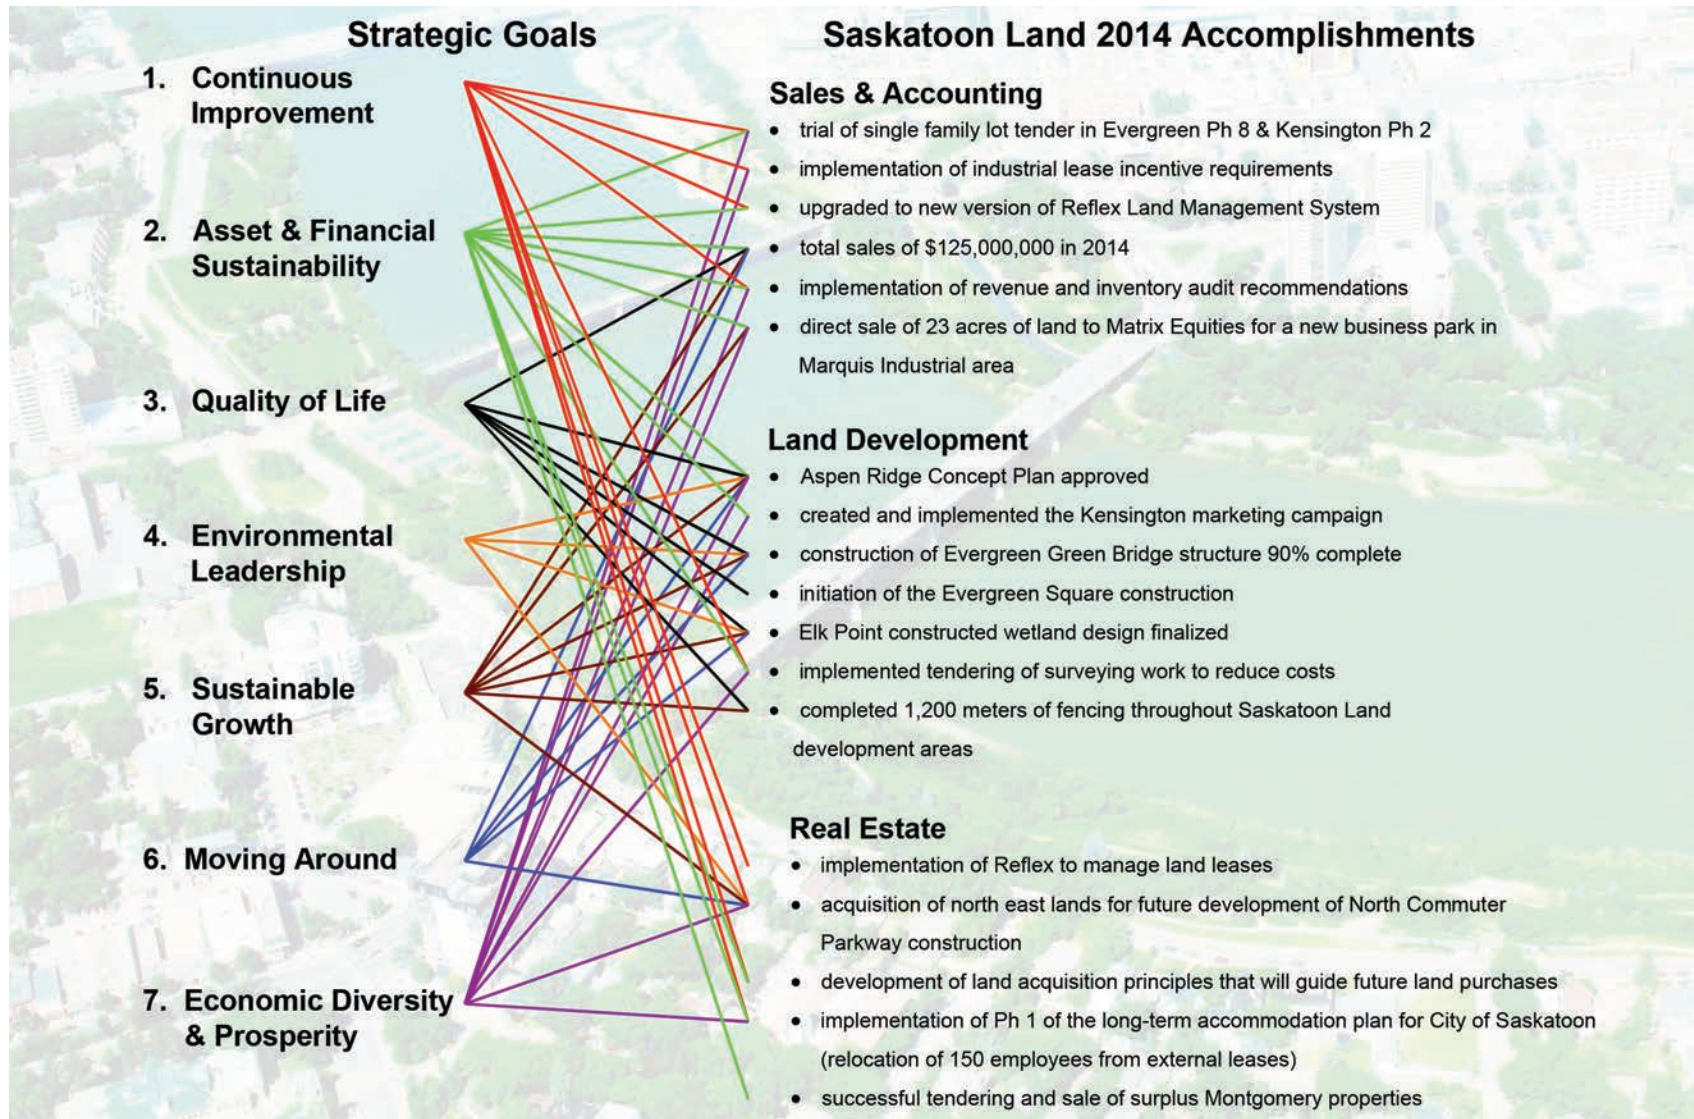 Strategic Goals
1. Continuous
Improvement
2. Asset & Financial
Sustainability
3. Quality of Life
4. Environmental
Leadership
5. Sustainable
Growth
6. Moving Around
7. Economic Diversity
& Prosperity
Saskatoon Land 2014 Accomplishments
Sales & Accounting
• trial of single family lot tender in Evergreen Ph 8 & Kensington Ph 2
• implementation of industrial lease incentive requirements
• upgraded to new version of Reflex Land Management System
• total sales of $125,000,000 in 2014
• implementation of revenue and inventory audit recommendations
• direct sale of 23 acres of land to Matrix Equities for a new business park in
Marquis Industrial area
Land Development
• Aspen Ridge Concept Plan approved
• created and implemented the Kensington marketing campaign
• construction of Evergreen Green Bridge structure 90% complete
• initiation of the Evergreen Square construction
• Elk Point constructed wetland design finalized
• implemented tendering of surveying work to reduce costs
• completed 1,200 meters of fencing throughout Saskatoon Land
development areas
Real Estate
• implementation of Reflex to manage land leases
• acquisition of north east lands for future development of North Commuter
Parkway construction
• development of land acquisition principles that will guide future land purchases
• implementation of Ph 1 of the long-term accommodation plan for City of Saskatoon
(relocation of 150 employees from external leases)
• successful tendering and sale of surplus Montgomery properties